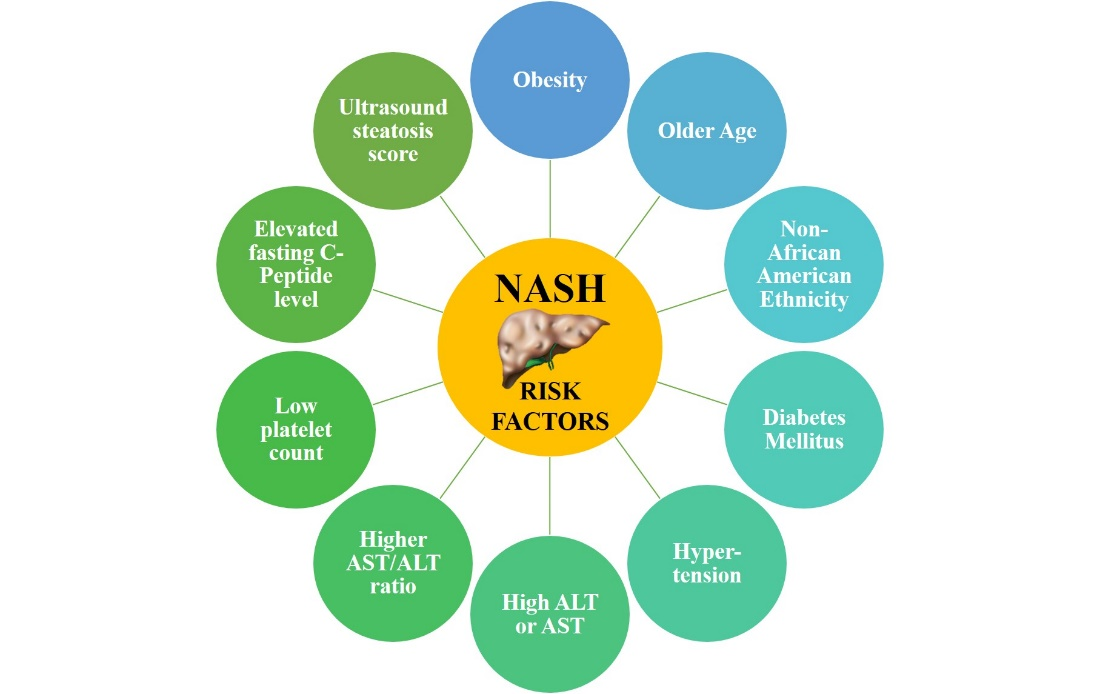 NASH
RISK
FACTORS
Obesity
Older Age
Non-
African
American
Ethnicity
Diabetes
Mellitus
Hyper-
tension
High ALT
or AST
Higher
AST/ALT
ratio
Low
platelet
count
Elevated
fasting C-
Peptide
level
Ultrasound
steatosis
score